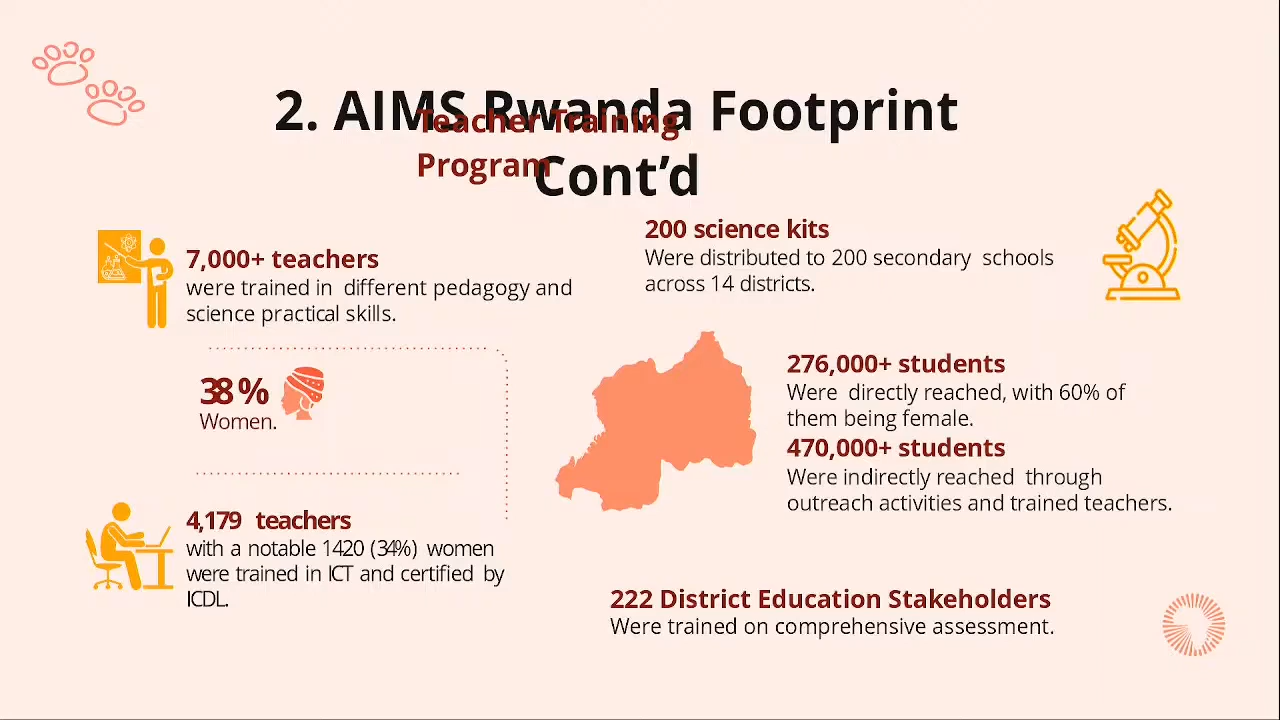 2. AIMS Rwanda Footprint
Cont’d
Teacher Training
Program
7,000+ teachers
were trained in different pedagogy and
science practical skills.
38 %
Women.
4,179 teachers
with a notable 1420 (34%) women
were trained in ICT and certified by
ICDL.
200 science kits
Were distributed to 200 secondary schools
across 14 districts.
276,000+ students
Were directly reached, with 60% of
them being female.
470,000+ students
Were indirectly reached through
outreach activities and trained teachers.
222 District Education Stakeholders
Were trained on comprehensive assessment.